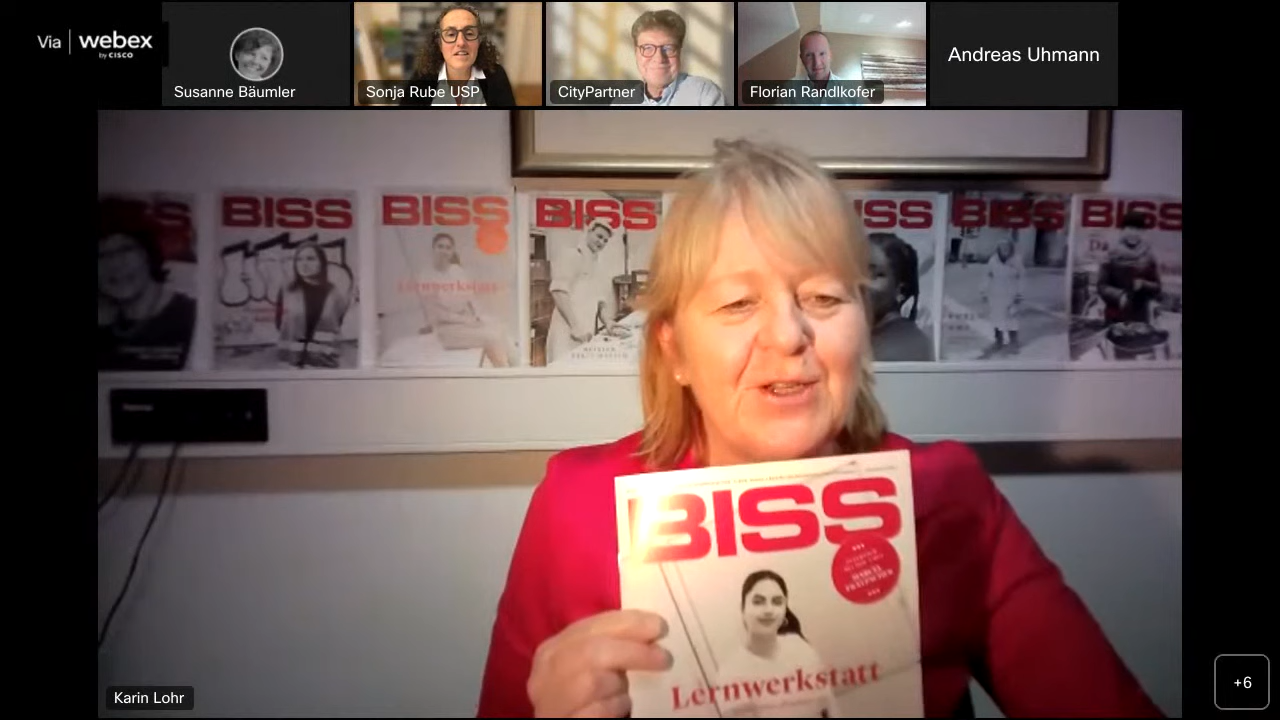 Via | webex
by CISCO
Susanne Bäumler
Sonja Rube USP
CityPartner
Florian Randlkofer
Andreas Uhmann
BISS
BISS
BISS
Lernwerkstatt
BISS
BISS
BISS
BISS
Lernwerkstatt
Karin Lohr
+6